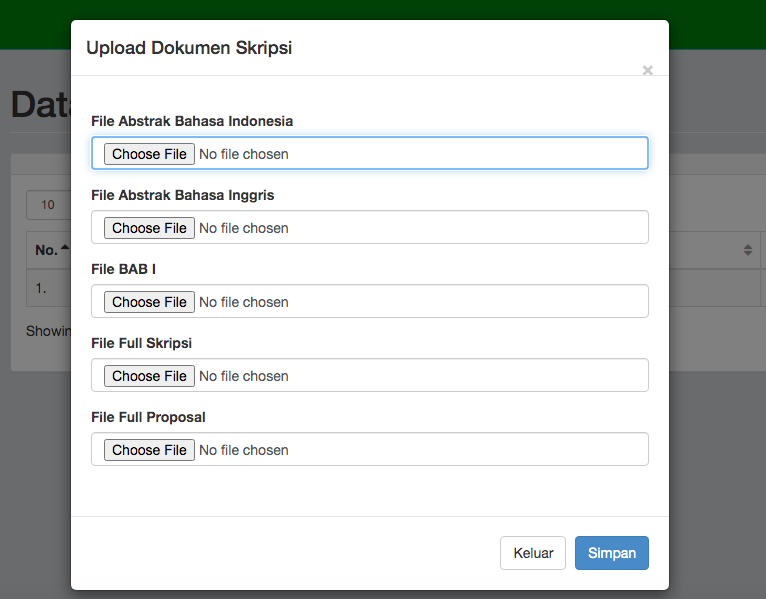 Upload Dokumen Skripsi
×
File Abstrak Bahasa Indonesia
Choose File No file chosen
File Abstrak Bahasa Inggris
Choose File No file chosen
File BAB I
Choose File No file chosen
File Full Skripsi
Choose File No file chosen
File Full Proposal
Choose File No file chosen
Keluar Simpan
Data
10
No.
1.